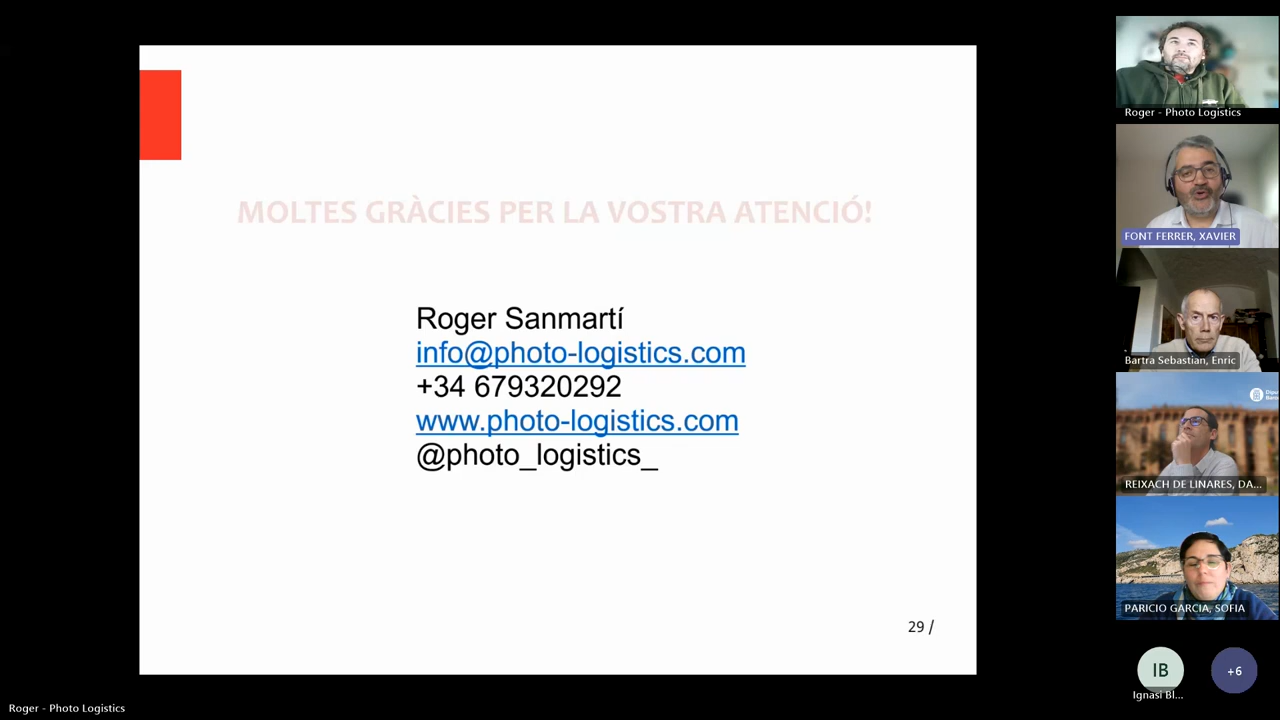 MOLTES GRÀCIES PER LA VOSTRA ATENCIÓ!
Roger Sanmartí
info@photo-logistics.com
+34 679320292
www.photo-logistics.com
@photo_logistics_
29 /
Roger - Photo Logistics
FONT FERRER, XAVIER
Bartra Sebastian, Enric
REIXACH DE LINARES, DA...
PARICIO GARCIA, SOFIA
IB
+6
Ignasi Bl...
Roger - Photo Logistics